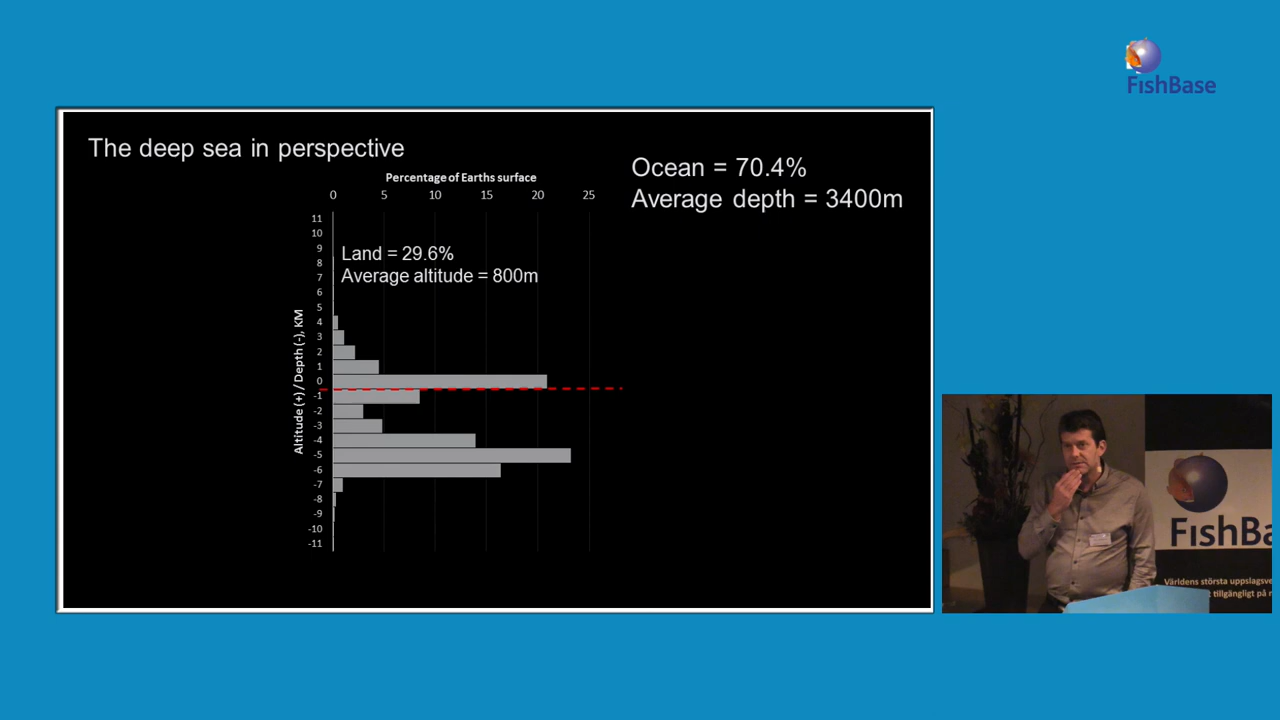 FishBase
The deep sea in perspective
Ocean = 70.4%
Average depth = 3400m
Percentage of Earths surface
0 5 10 15 20 25
Land = 29.6%
Average altitude = 800m
Altitude (+) / Depth (-), KM
11
10
9
8
7
6
5
4
3
2
1
0
-1
-2
-3
-4
-5
-6
-7
-8
-9
-10
-11
FishBa
Världens största uppslagsve
t tillgängligt på